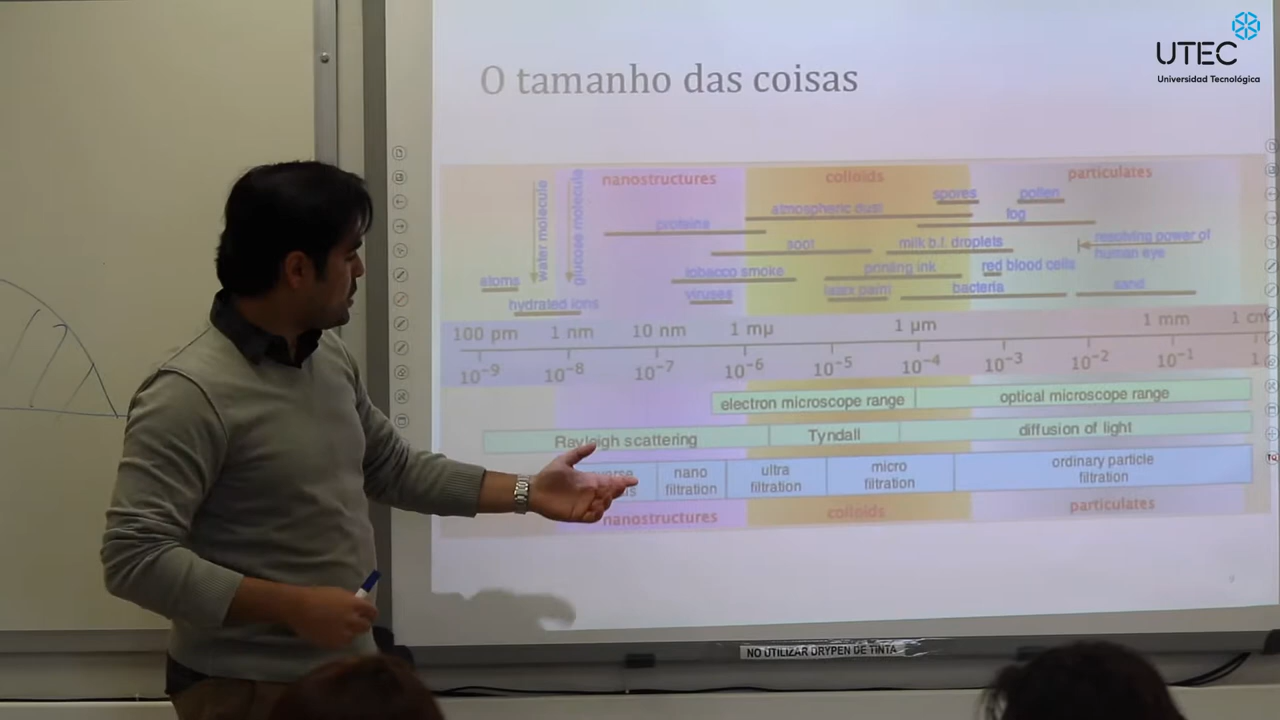 UTEC
Universidad Tecnológica
O tamanho das coisas
nanostructures
colloids
particulates
water molecule
glucose molecule
spores
pollen
atmospheric dust
fog
proteins
soot
milk b.f. droplets
resolving power of
human eye
tobacco smoke
printing ink
red blood cells
atoms
viruses
latex paint
bacteria
sand
hydrated ions
100 pm
1 nm
10 nm
1 mµ
1 µm
1 mm
1 cm
10⁻⁹
10⁻⁸
10⁻⁷
10⁻⁶
10⁻⁵
10⁻⁴
10⁻³
10⁻²
10⁻¹
electron microscope range
optical microscope range
Rayleigh scattering
Tyndall
diffusion of light
nano
filtration
ultra
filtration
micro
filtration
ordinary particle
filtration
nanostructures
colloids
particulates
NO UTILIZAR DRYPEN DE TINTA